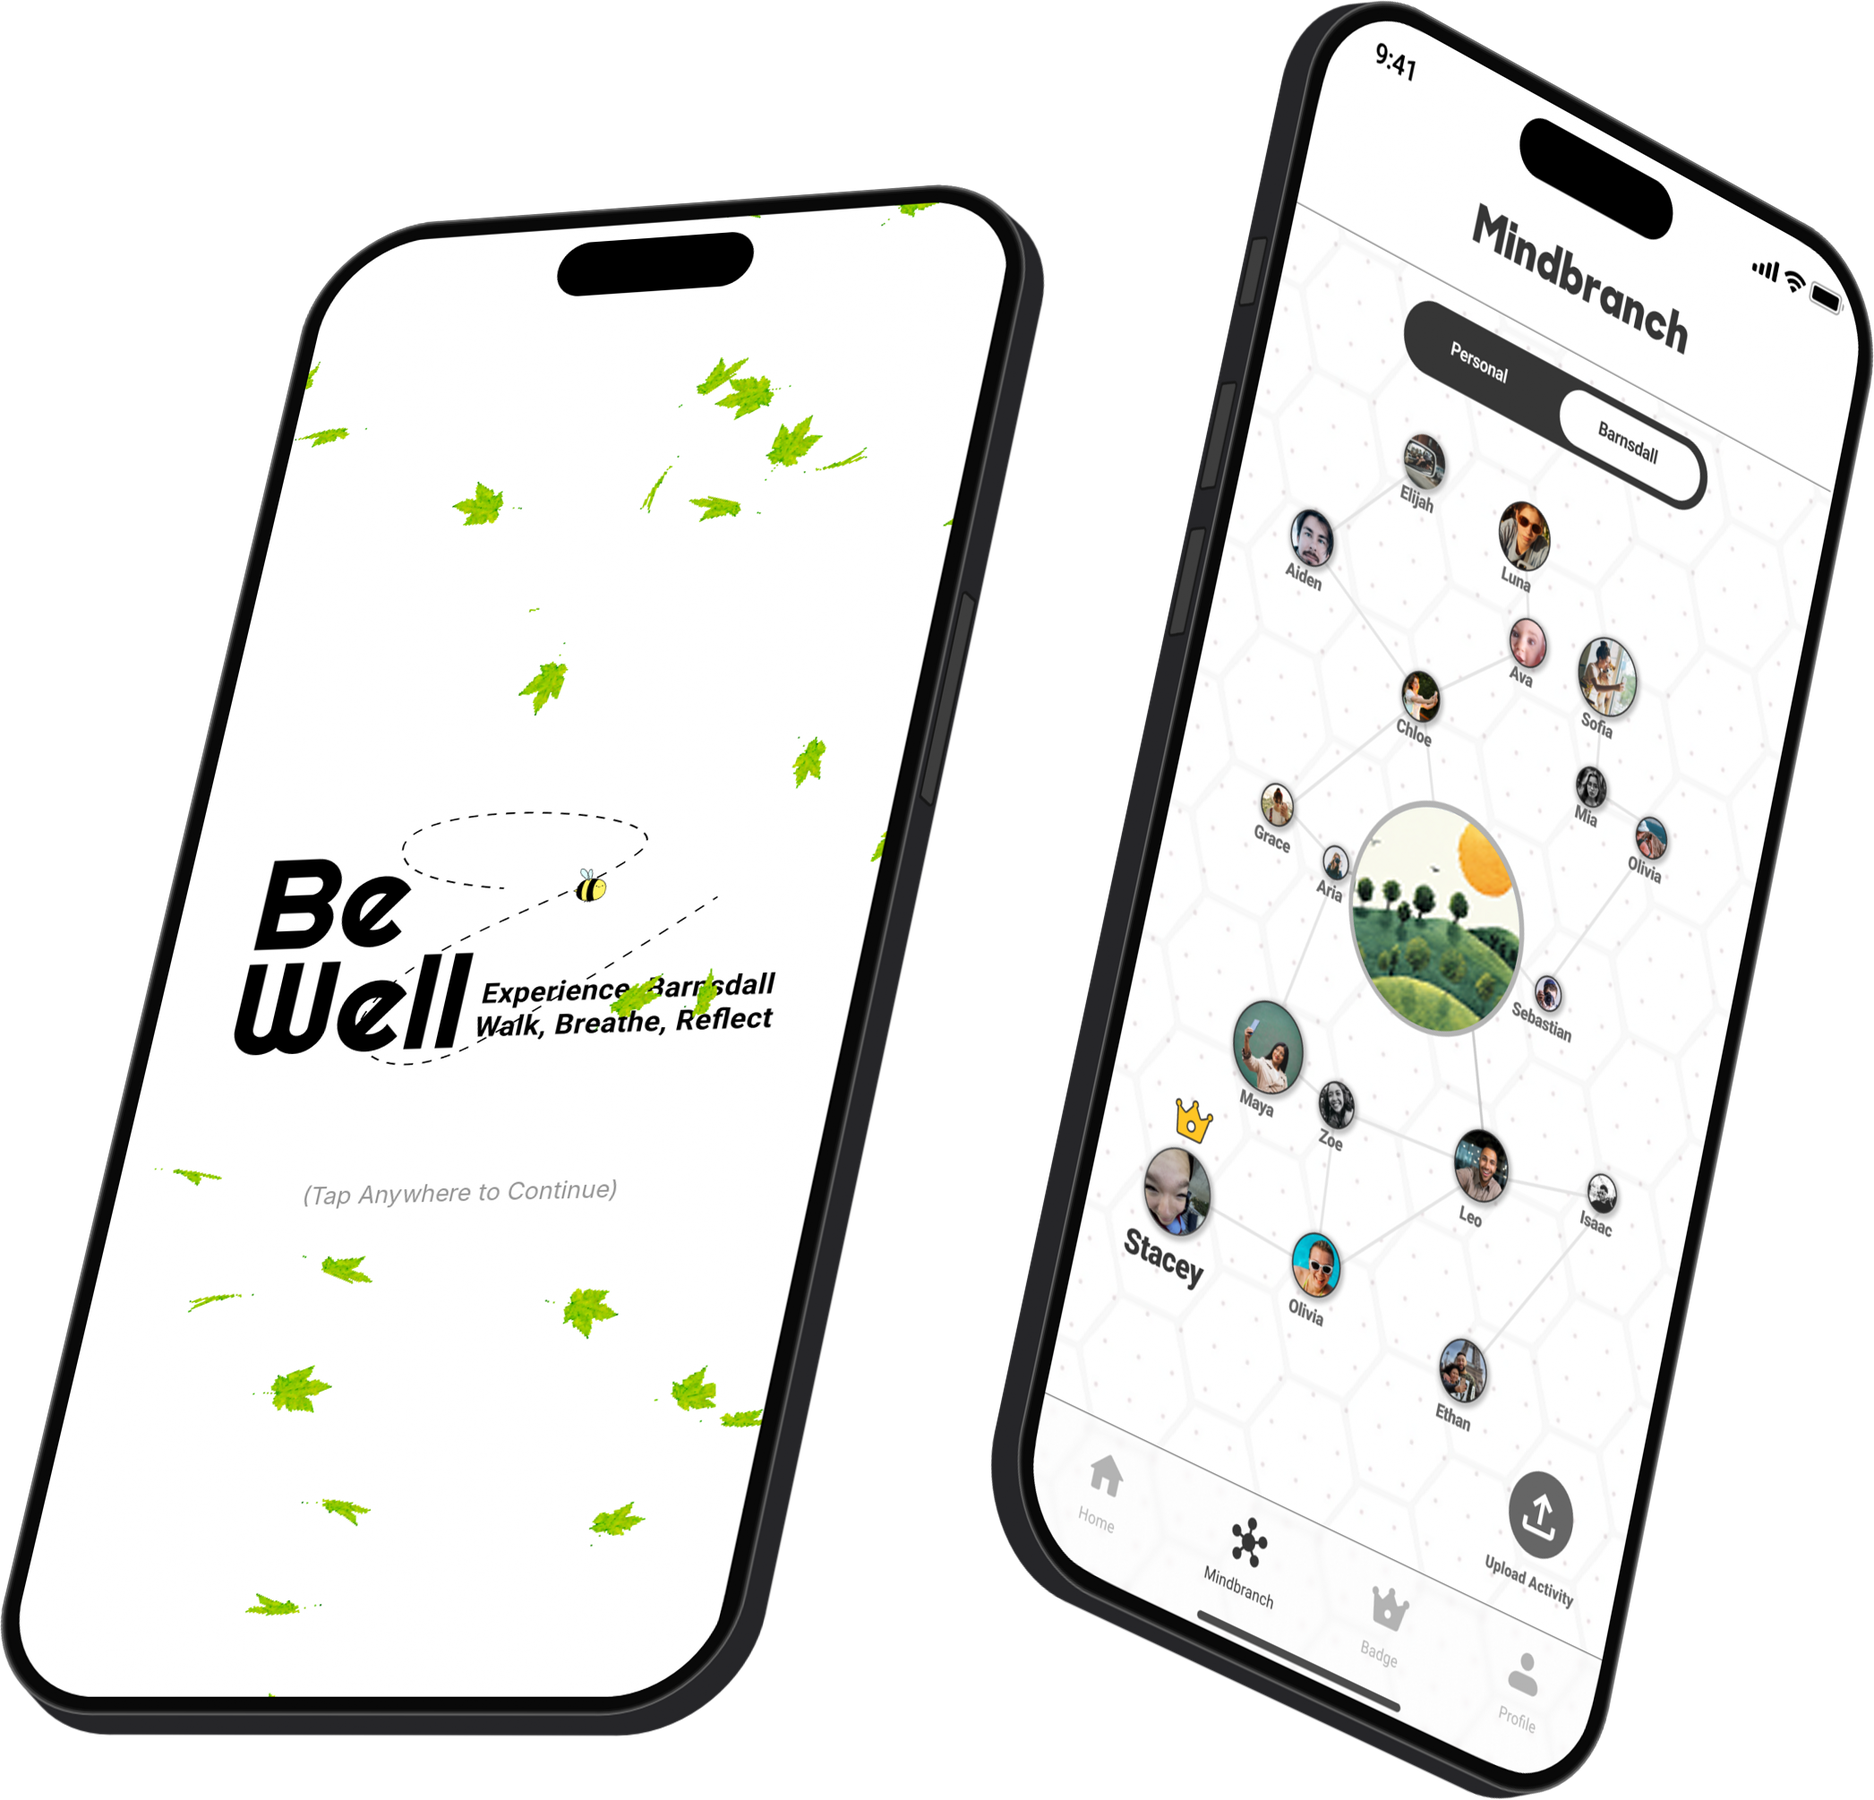 Be
Well
Experience Barnsdall
Walk, Breathe, Reflect
(Tap Anywhere to Continue)
9:41
Mindbranch
Personal
Barnsdall
Elijah
Aiden
Luna
Ava
Sofia
Chloe
Mia
Grace
Olivia
Aria
Sebastian
Maya
Zoe
Leo
Isaac
Stacey
Olivia
Ethan
Home
Mindbranch
Badge
Upload Activity
Profile